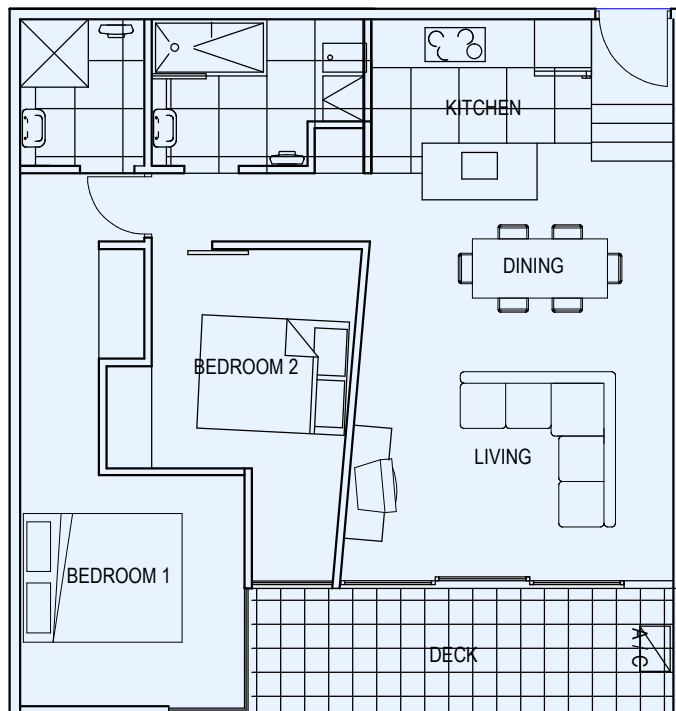 KITCHEN
DINING
BEDROOM 2
LIVING
BEDROOM 1
DECK
A/C